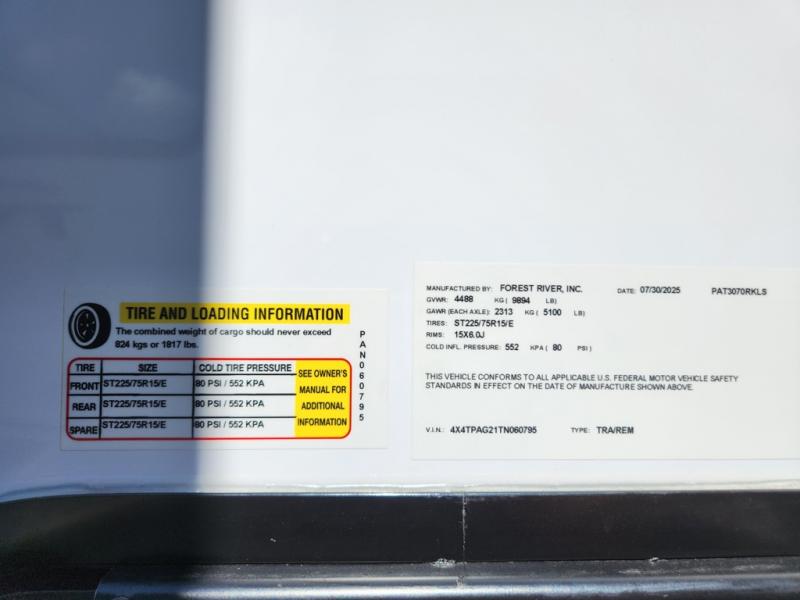 TIRE AND LOADING INFORMATION
The combined weight of cargo should never exceed
824 kgs or 1817 lbs.
TIRE SIZE COLD TIRE PRESSURE
FRONT ST225/75R15/E 80 PSI / 552 KPA
REAR ST225/75R15/E 80 PSI / 552 KPA
SPARE ST225/75R15/E 80 PSI / 552 KPA
SEE OWNER'S
MANUAL FOR
ADDITIONAL
INFORMATION
PAN060795
MANUFACTURED BY: FOREST RIVER, INC. DATE: 07/30/2025 PAT3070RKLS
GVWR: 4488 KG ( 9894 LB)
GAWR (EACH AXLE): 2313 KG ( 5100 LB)
TIRES: ST225/75R15/E
RIMS: 15X6.0J
COLD INFL. PRESSURE: 552 KPA ( 80 PSI )
THIS VEHICLE CONFORMS TO ALL APPLICABLE U.S. FEDERAL MOTOR VEHICLE SAFETY
STANDARDS IN EFFECT ON THE DATE OF MANUFACTURE SHOWN ABOVE.
V.I.N.: 4X4TPAG21TN060795 TYPE: TRA/REM